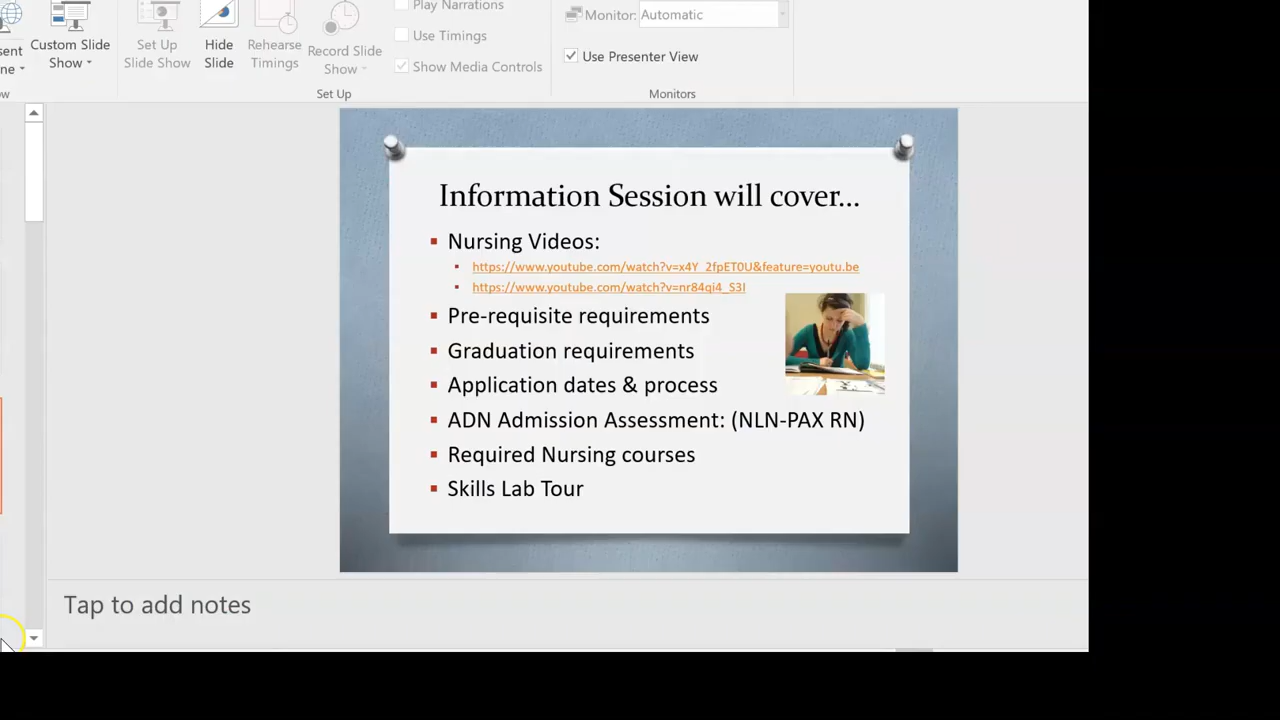 Play Narrations
Monitor: Automatic
sent
ne
Custom Slide
Show
Set Up
Slide Show
Hide
Slide
Rehearse
Timings
Record Slide
Show
Use Timings
Show Media Controls
Use Presenter View
w
Set Up
Monitors
Information Session will cover...
Nursing Videos:
https://www.youtube.com/watch?v=x4Y_2fpET0U&feature=youtu.be
https://www.youtube.com/watch?v=nr84qi4_S3I
Pre-requisite requirements
Graduation requirements
Application dates & process
ADN Admission Assessment: (NLN-PAX RN)
Required Nursing courses
Skills Lab Tour
Tap to add notes